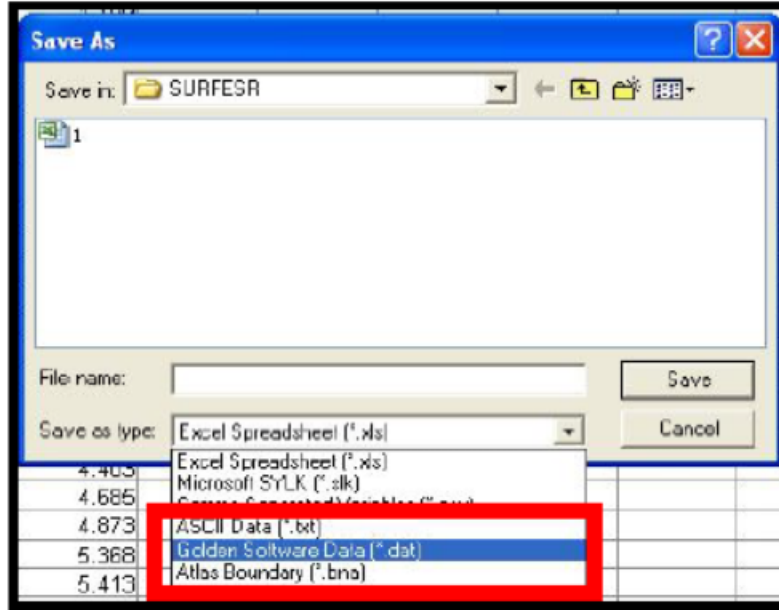 Save As
Save in: SURFESR
1
File name:
Save
Save as type: Excel Spreadsheet (*.xls)
Cancel
Excel Spreadsheet (*.xls)
Microsoft SYLK (*.slk)
ASCII Data (*.txt)
Golden Software Data (*.dat)
Atlas Boundary (*.bna)
4.403
4.685
4.873
5.368
5.413